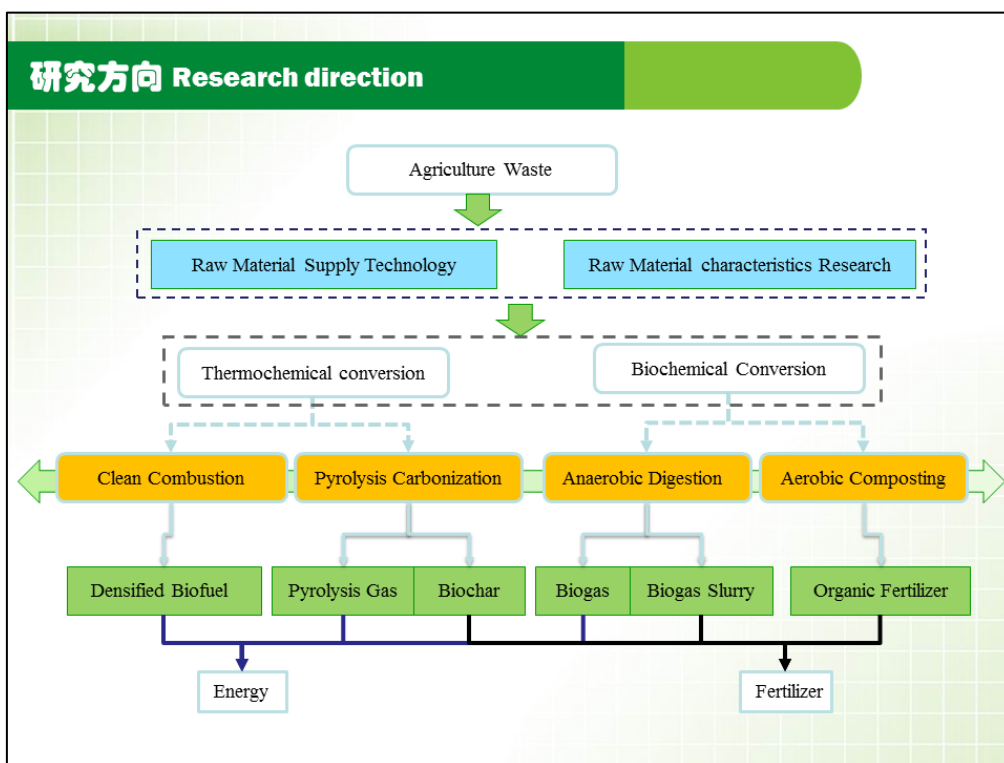 研究方向 Research direction
Agriculture Waste
Raw Material Supply Technology
Raw Material characteristics Research
Thermochemical conversion
Biochemical Conversion
Clean Combustion
Pyrolysis Carbonization
Anaerobic Digestion
Aerobic Composting
Densified Biofuel
Pyrolysis Gas
Biochar
Biogas
Biogas Slurry
Organic Fertilizer
Energy
Fertilizer